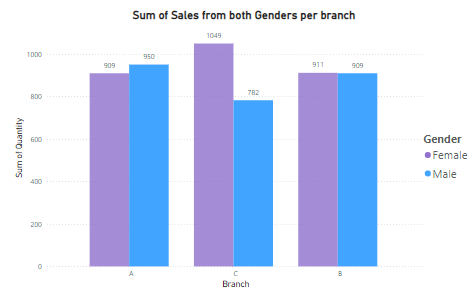 Sum of Sales from both Genders per branch
Sum of Quantity
1000
800
600
400
200
0
909
950
1049
782
911
909
A
C
B
Branch
Gender
Female
Male